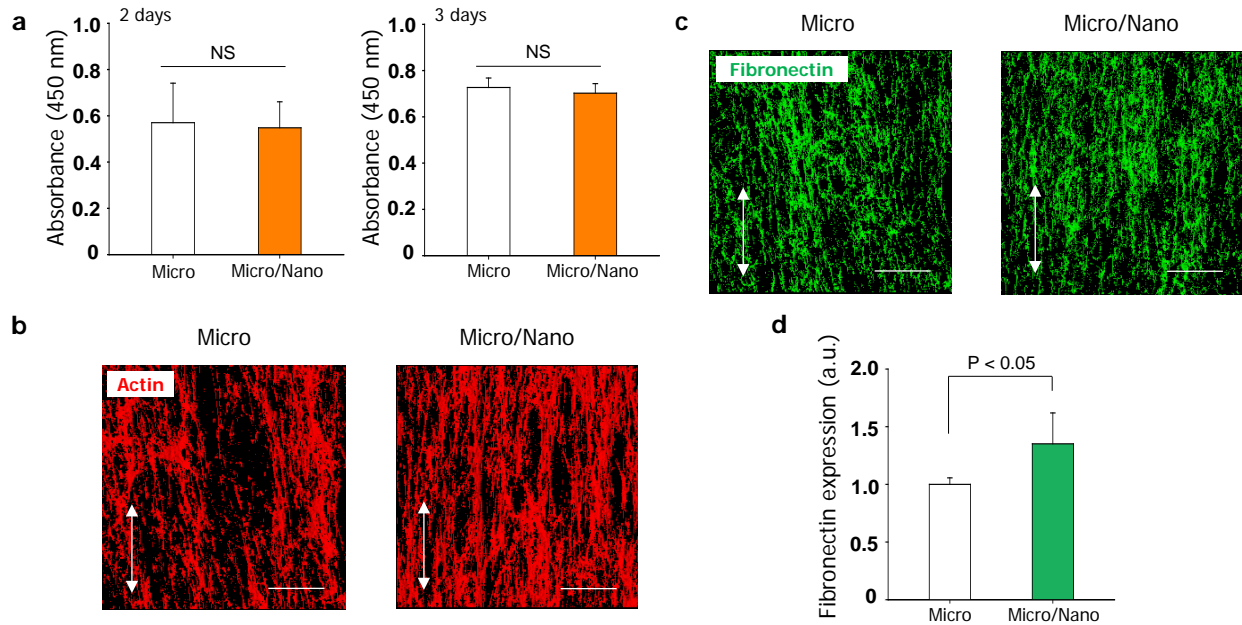 a
2 days
Absorbance (450 nm)
1.0
0.8
0.6
0.4
0.2
0
NS
Micro
Micro/Nano
3 days
Absorbance (450 nm)
1.0
0.8
0.6
0.4
0.2
0
NS
Micro
Micro/Nano
b
Micro
Micro/Nano
Actin
c
Micro
Micro/Nano
Fibronectin
d
Fibronectin expression (a.u.)
2.0
1.5
1.0
0.5
0
P < 0.05
Micro
Micro/Nano